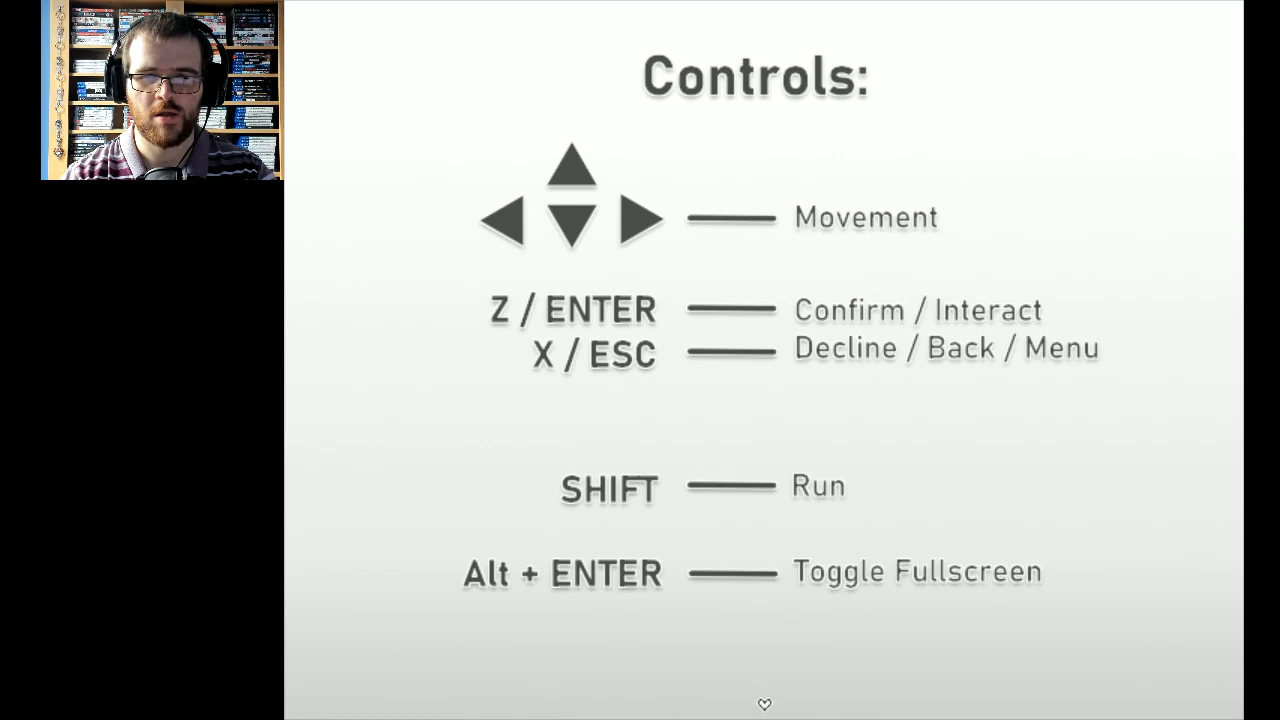 Controls:
Movement
Z / ENTER Confirm / Interact
X / ESC Decline / Back / Menu
SHIFT Run
Alt + ENTER Toggle Fullscreen